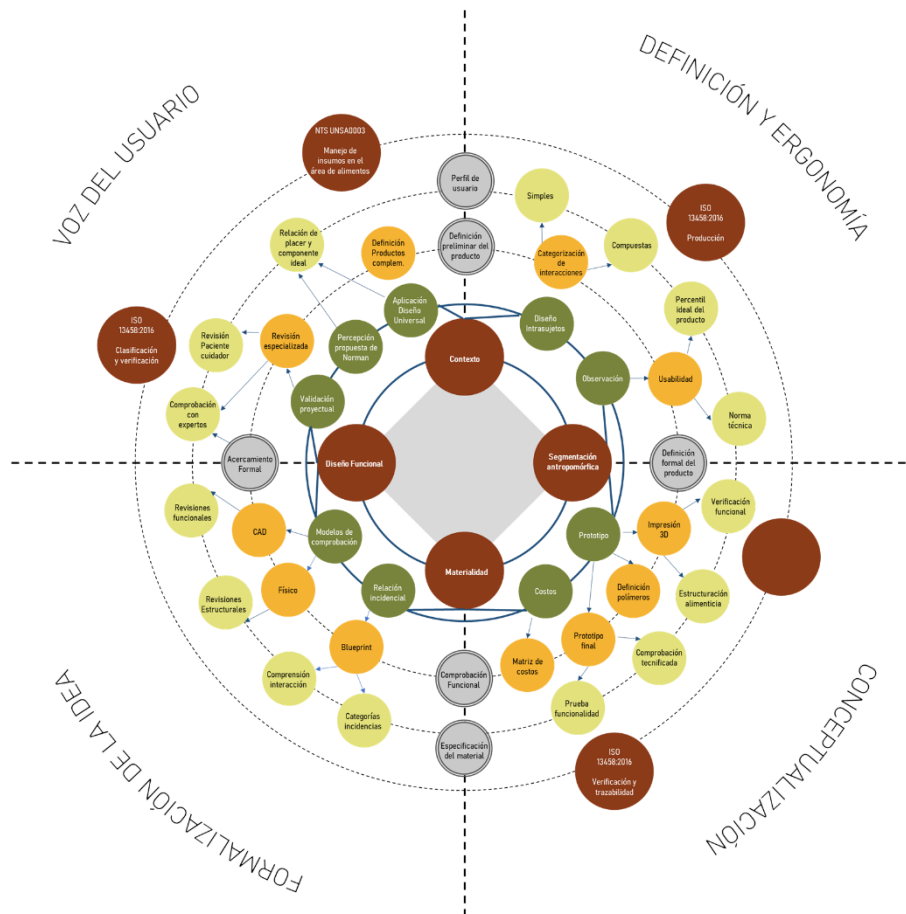 VOZ DEL USUARIO
DEFINICIÓN Y ERGONOMÍA
NTS UNSA0003
Manejo de
insumos en el
área de alimentos
Perfil de
usuario
Simples
ISO
13458:2016
Producción
Relación de
placer y
componente
ideal
Definición
Productos
complem.
Definición
preliminar del
producto
Categorización
de
interacciones
Compuestas
Percentil
ideal del
producto
Aplicación
Diseño
Universal
Diseño
Intrasujetos
ISO
13458:2016
Clasificación
y verificación
Revisión
Paciente
cuidador
Revisión
especializada
Percepción
propuesta de
Norman
Contexto
Observación
Usabilidad
Comprobación
con
expertos
Validación
proyectual
Norma
técnica
Acercamiento
Formal
Diseño Funcional
Segmentación
antropomórfica
Definición
formal del
producto
Revisiones
funcionales
CAD
Modelos de
comprobación
Prototipo
Impresión
3D
Verificación
funcional
Materialidad
Revisiones
Estructurales
Físico
Relación
incidencial
Costos
Definición
polímeros
Estructuración
alimenticia
Blueprint
Prototipo
final
Comprobación
tecnificada
Comprensión
interacción
Comprobación
Funcional
Matriz de
costos
Categorías
incidencias
Prueba
funcionalidad
Especificación
del material
ISO
13458:2016
Verificación y
trazabilidad
FORMALIZACIÓN DE LA IDEA
CONCEPTUALIZACIÓN